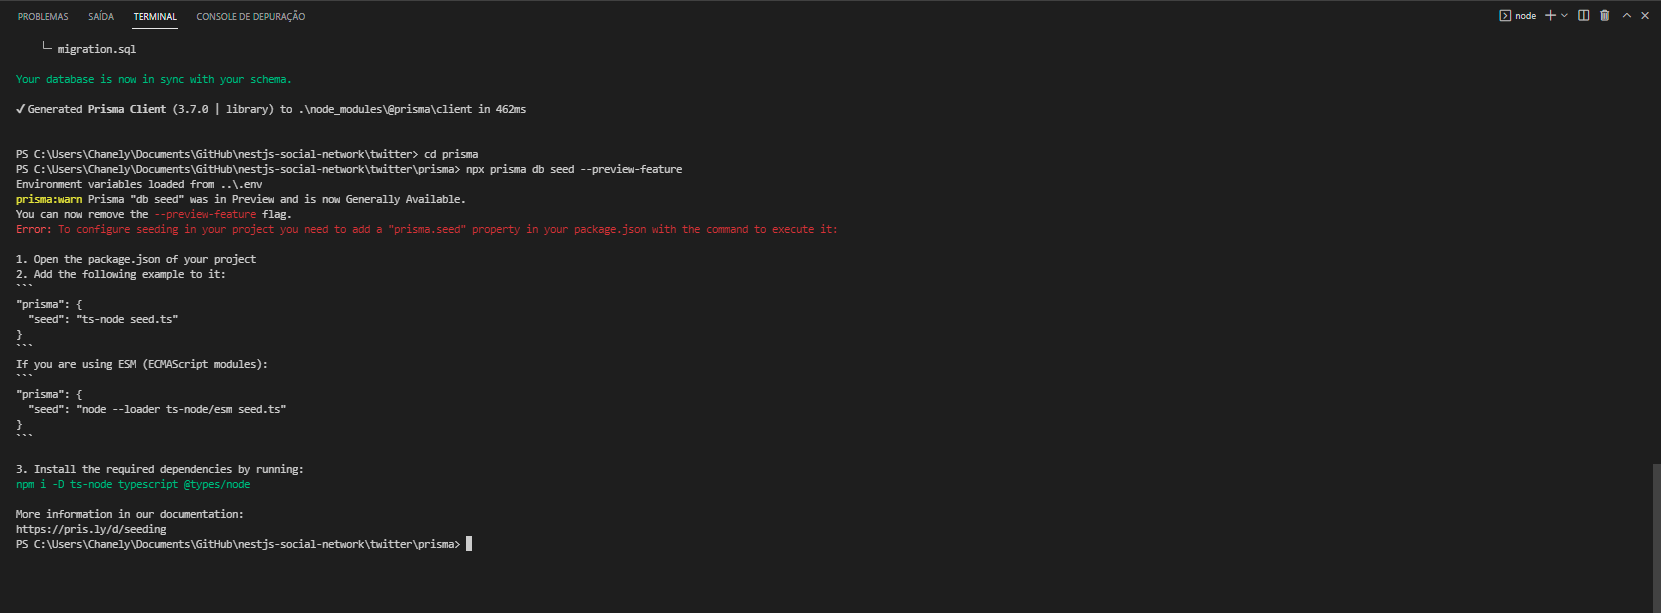 PROBLEMAS SAÍDA TERMINAL CONSOLE DE DEPURAÇÃO node
└─ migration.sql
Your database is now in sync with your schema.
✔ Generated Prisma Client (3.7.0 | library) to .\node_modules\@prisma\client in 462ms
PS C:\Users\Chanely\Documents\GitHub\nestjs-social-network\twitter> cd prisma
PS C:\Users\Chanely\Documents\GitHub\nestjs-social-network\twitter\prisma> npx prisma db seed --preview-feature
Environment variables loaded from ..\.env
prisma:warn Prisma "db seed" was in Preview and is now Generally Available.
You can now remove the --preview-feature flag.
Error: To configure seeding in your project you need to add a "prisma.seed" property in your package.json with the command to execute it:
1. Open the package.json of your project
2. Add the following example to it:
```
"prisma": {
  "seed": "ts-node seed.ts"
}
```
If you are using ESM (ECMAScript modules):
```
"prisma": {
  "seed": "node --loader ts-node/esm seed.ts"
}
```
3. Install the required dependencies by running:
npm i -D ts-node typescript @types/node
More information in our documentation:
https://pris.ly/d/seeding
PS C:\Users\Chanely\Documents\GitHub\nestjs-social-network\twitter\prisma>